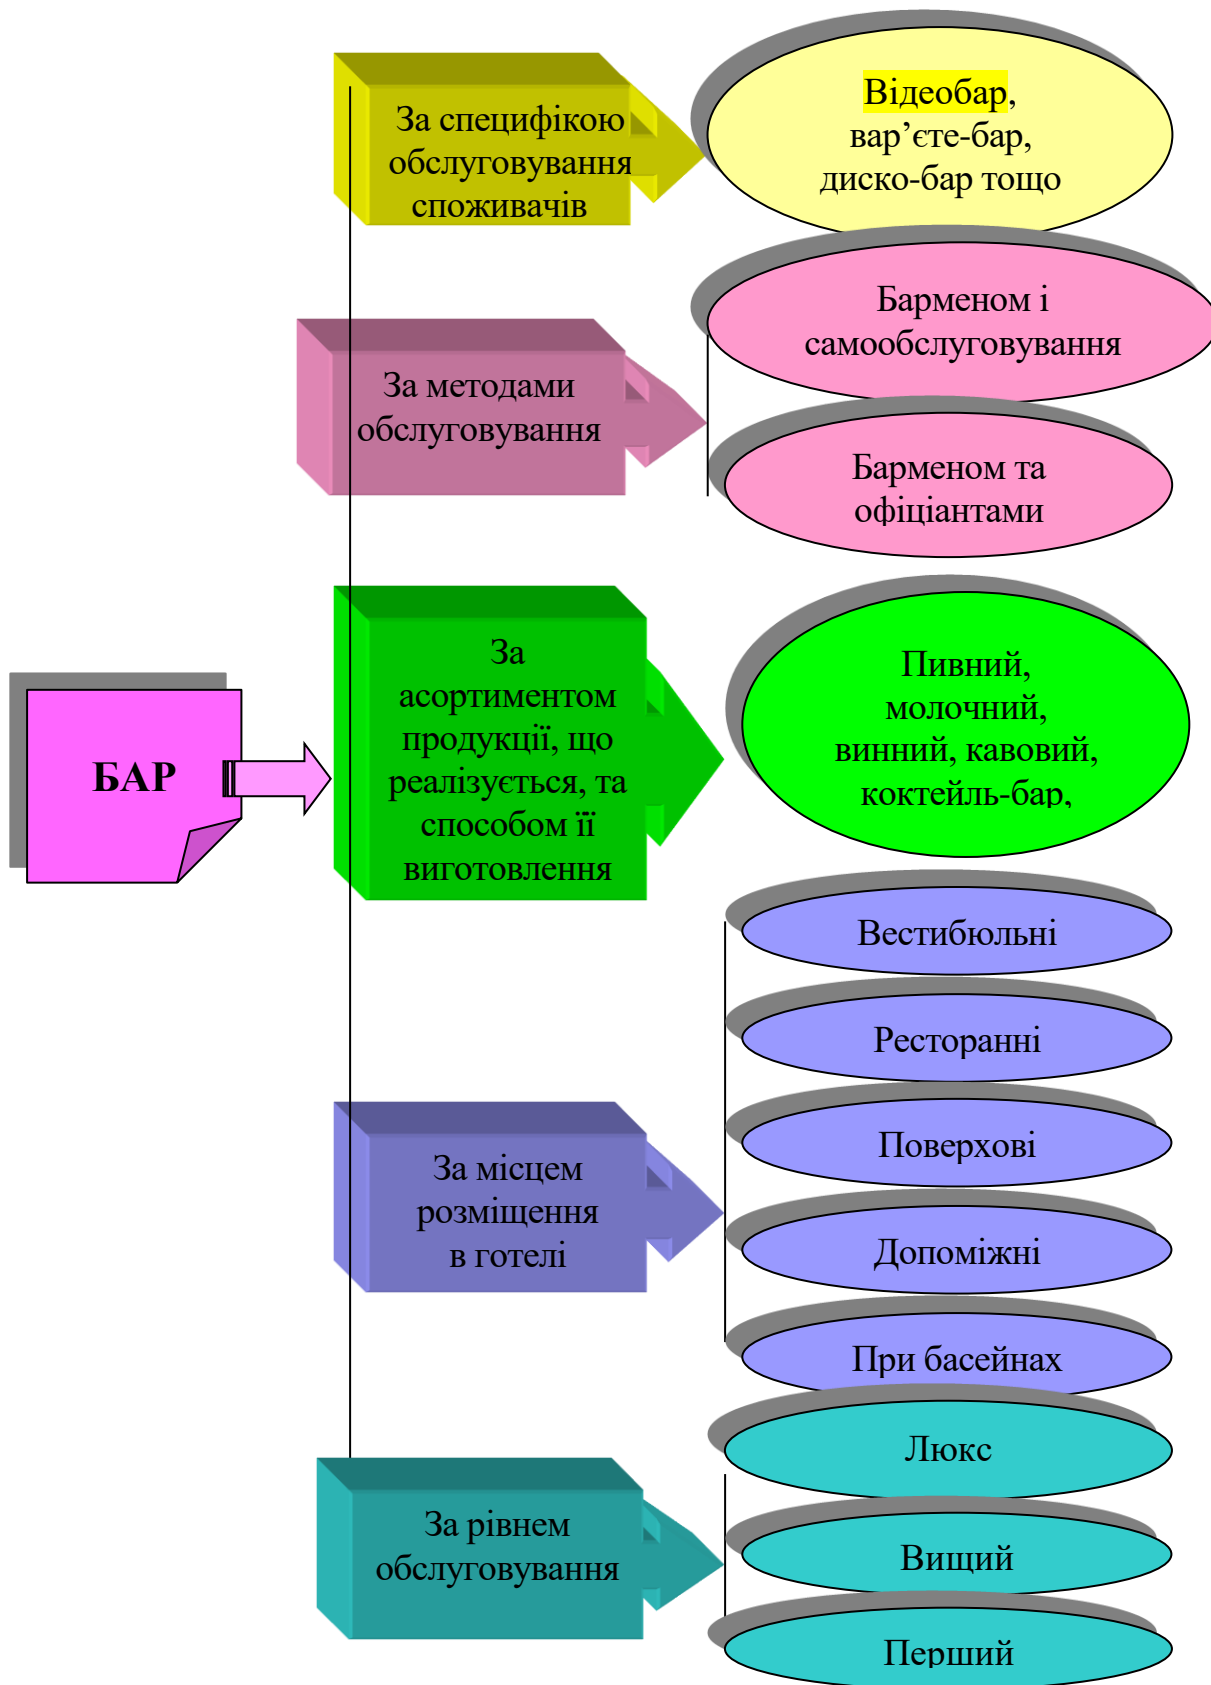 БАР
За специфікою
обслуговування
споживачів
Відеобар,
вар’єте-бар,
диско-бар тощо
За методами
обслуговування
Барменом і
самообслуговування
Барменом та
офіціантами
За
асортиментом
продукції, що
реалізується, та
способом її
виготовлення
Пивний,
молочний,
винний, кавовий,
коктейль-бар,
За місцем
розміщення
в готелі
Вестибюльні
Ресторанні
Поверхові
Допоміжні
При басейнах
За рівнем
обслуговування
Люкс
Вищий
Перший